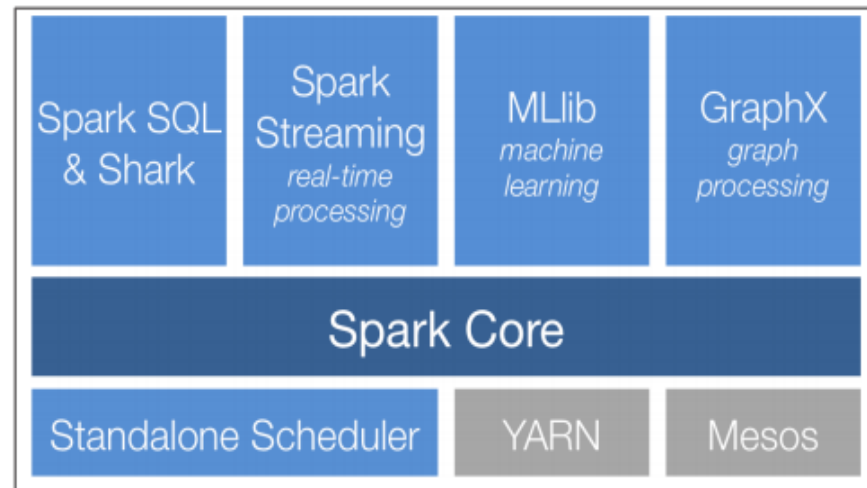 Spark SQL
& Shark
Spark
Streaming
real-time
processing
MLlib
machine
learning
GraphX
graph
processing
Spark Core
Standalone Scheduler
YARN
Mesos